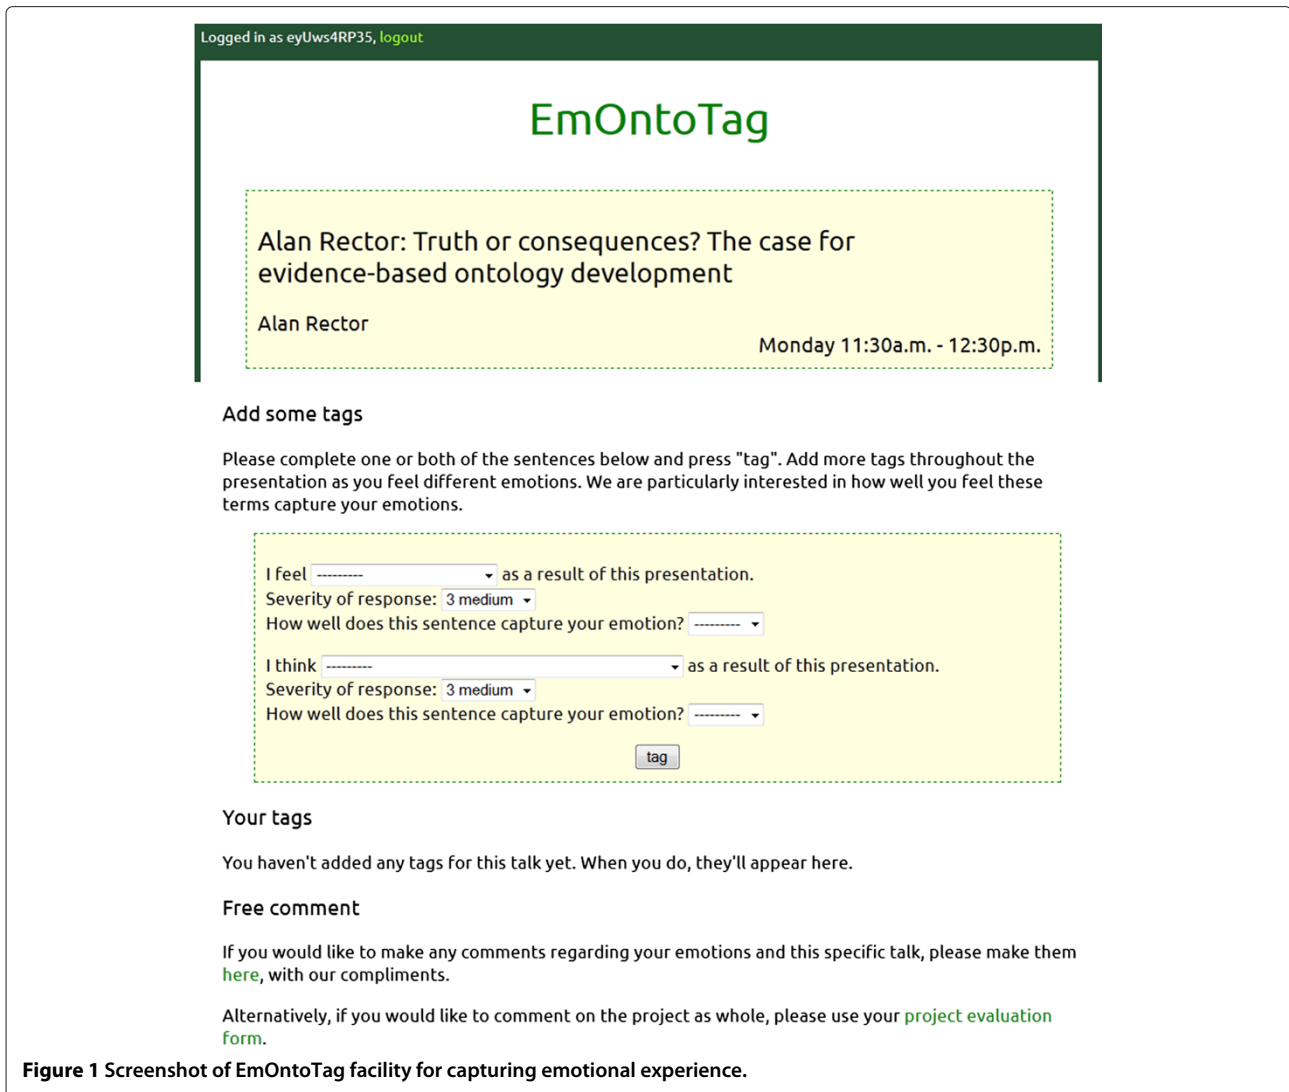 Logged in as eyUws4RP35, logout
EmOntoTag
Alan Rector: Truth or consequences? The case for
evidence-based ontology development
Alan Rector
Monday 11:30a.m. - 12:30p.m.
Add some tags
Please complete one or both of the sentences below and press "tag". Add more tags throughout the
presentation as you feel different emotions. We are particularly interested in how well you feel these
terms capture your emotions.
I feel --------- as a result of this presentation.
Severity of response: 3 medium
How well does this sentence capture your emotion? ---------
I think --------- as a result of this presentation.
Severity of response: 3 medium
How well does this sentence capture your emotion? ---------
tag
Your tags
You haven't added any tags for this talk yet. When you do, they'll appear here.
Free comment
If you would like to make any comments regarding your emotions and this specific talk, please make them
here, with our compliments.
Alternatively, if you would like to comment on the project as whole, please use your project evaluation
form.
Figure 1 Screenshot of EmOntoTag facility for capturing emotional experience.